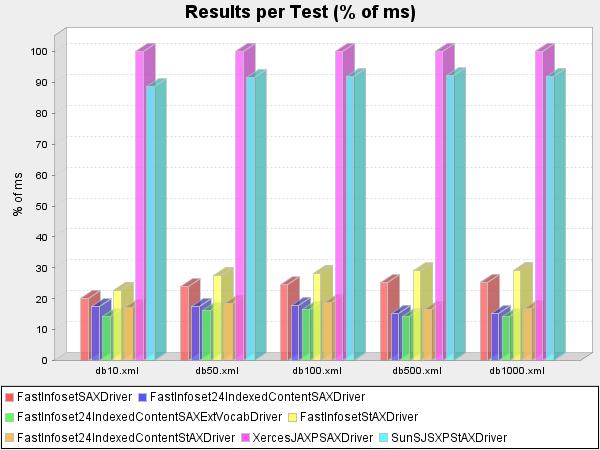 Results per Test (% of ms)
100
90
80
70
60
50
40
30
20
10
0
% of ms
db10.xml db50.xml db100.xml db500.xml db1000.xml
FastInfosetSAXDriver FastInfoset24IndexedContentSAXDriver
FastInfoset24IndexedContentSAXExtVocabDriver FastInfosetStAXDriver
FastInfoset24IndexedContentStAXDriver XercesJAXPSAXDriver SunSJSXPStAXDriver